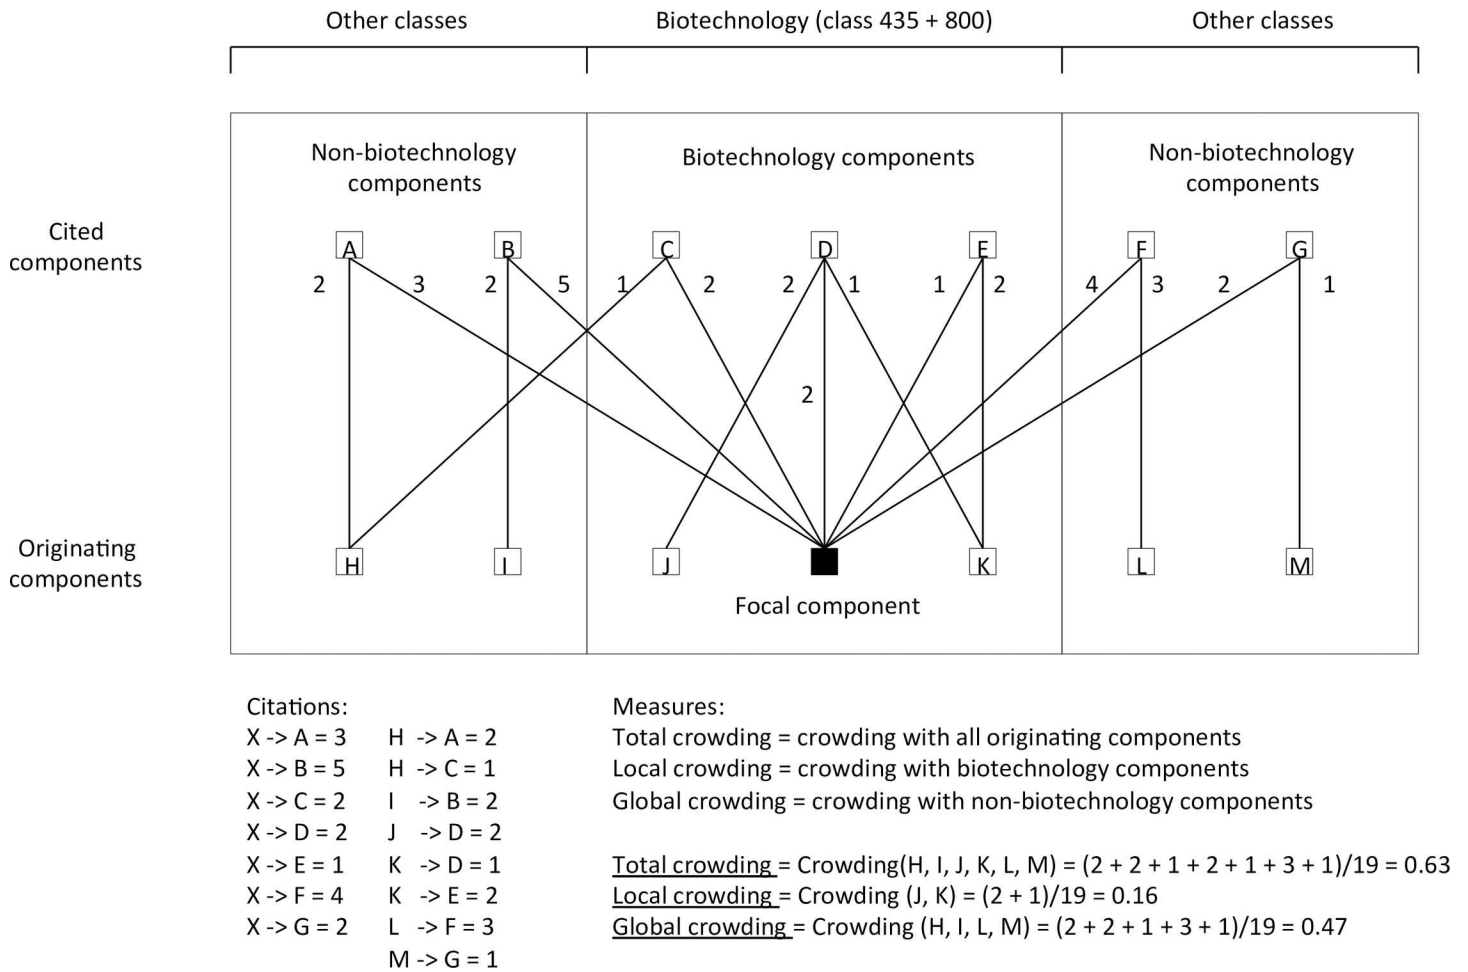 Other classes
Biotechnology (class 435 + 800)
Other classes
Non-biotechnology
components
Biotechnology components
Non-biotechnology
components
Cited
components
A
B
C
D
E
F
G
2 3 2 5 1 2 2 1 1 2 4 3 2 1
2
Originating
components
H
I
J
K
L
M
Focal component
Citations:
X -> A = 3 H -> A = 2
X -> B = 5 H -> C = 1
X -> C = 2 I -> B = 2
X -> D = 2 J -> D = 2
X -> E = 1 K -> D = 1
X -> F = 4 K -> E = 2
X -> G = 2 L -> F = 3
M -> G = 1
Measures:
Total crowding = crowding with all originating components
Local crowding = crowding with biotechnology components
Global crowding = crowding with non-biotechnology components
Total crowding = Crowding(H, I, J, K, L, M) = (2 + 2 + 1 + 2 + 1 + 3 + 1)/19 = 0.63
Local crowding = Crowding (J, K) = (2 + 1)/19 = 0.16
Global crowding = Crowding (H, I, L, M) = (2 + 2 + 1 + 3 + 1)/19 = 0.47